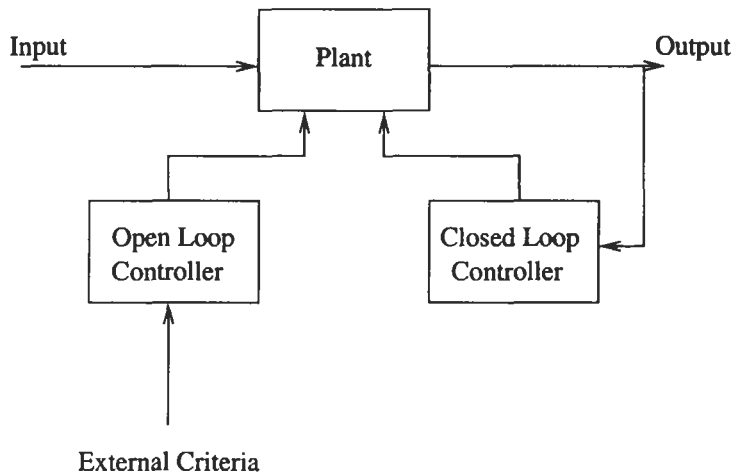 Input
Plant
Output
Open Loop
Controller
Closed Loop
Controller
External Criteria